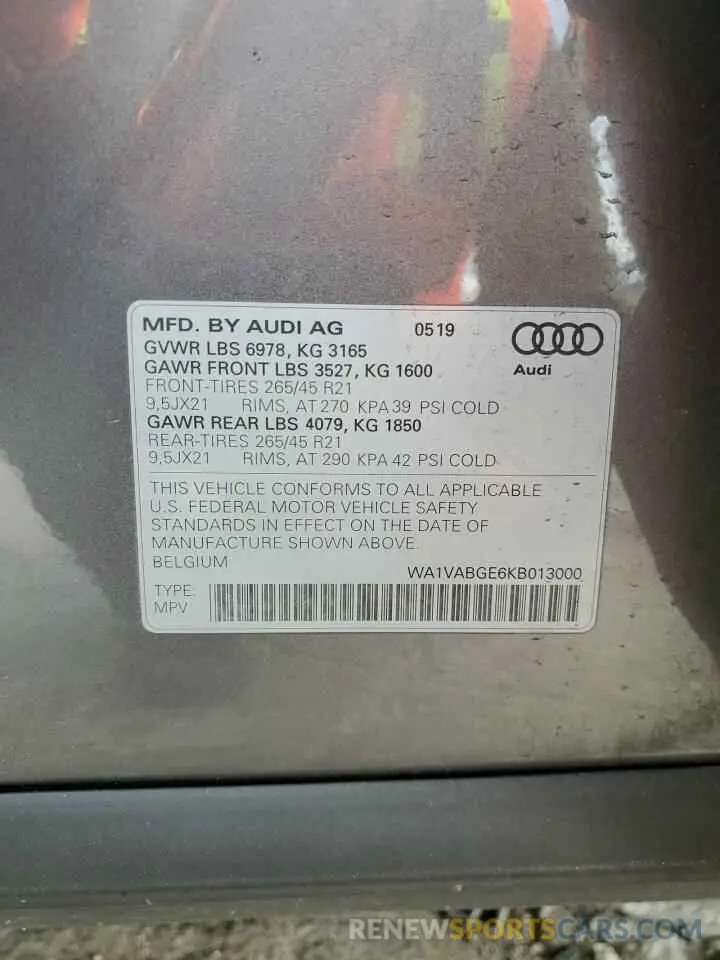 MFD. BY AUDI AG 0519
GVWR LBS 6978, KG 3165
GAWR FRONT LBS 3527, KG 1600
Audi
FRONT-TIRES 265/45 R21
9,5JX21 RIMS, AT 270 KPA 39 PSI COLD
GAWR REAR LBS 4079, KG 1850
REAR-TIRES 265/45 R21
9,5JX21 RIMS, AT 290 KPA 42 PSI COLD
THIS VEHICLE CONFORMS TO ALL APPLICABLE
U.S. FEDERAL MOTOR VEHICLE SAFETY
STANDARDS IN EFFECT ON THE DATE OF
MANUFACTURE SHOWN ABOVE.
BELGIUM WA1VABGE6KB013000
TYPE:
MPV
RENEWSPORTSCARS.COM